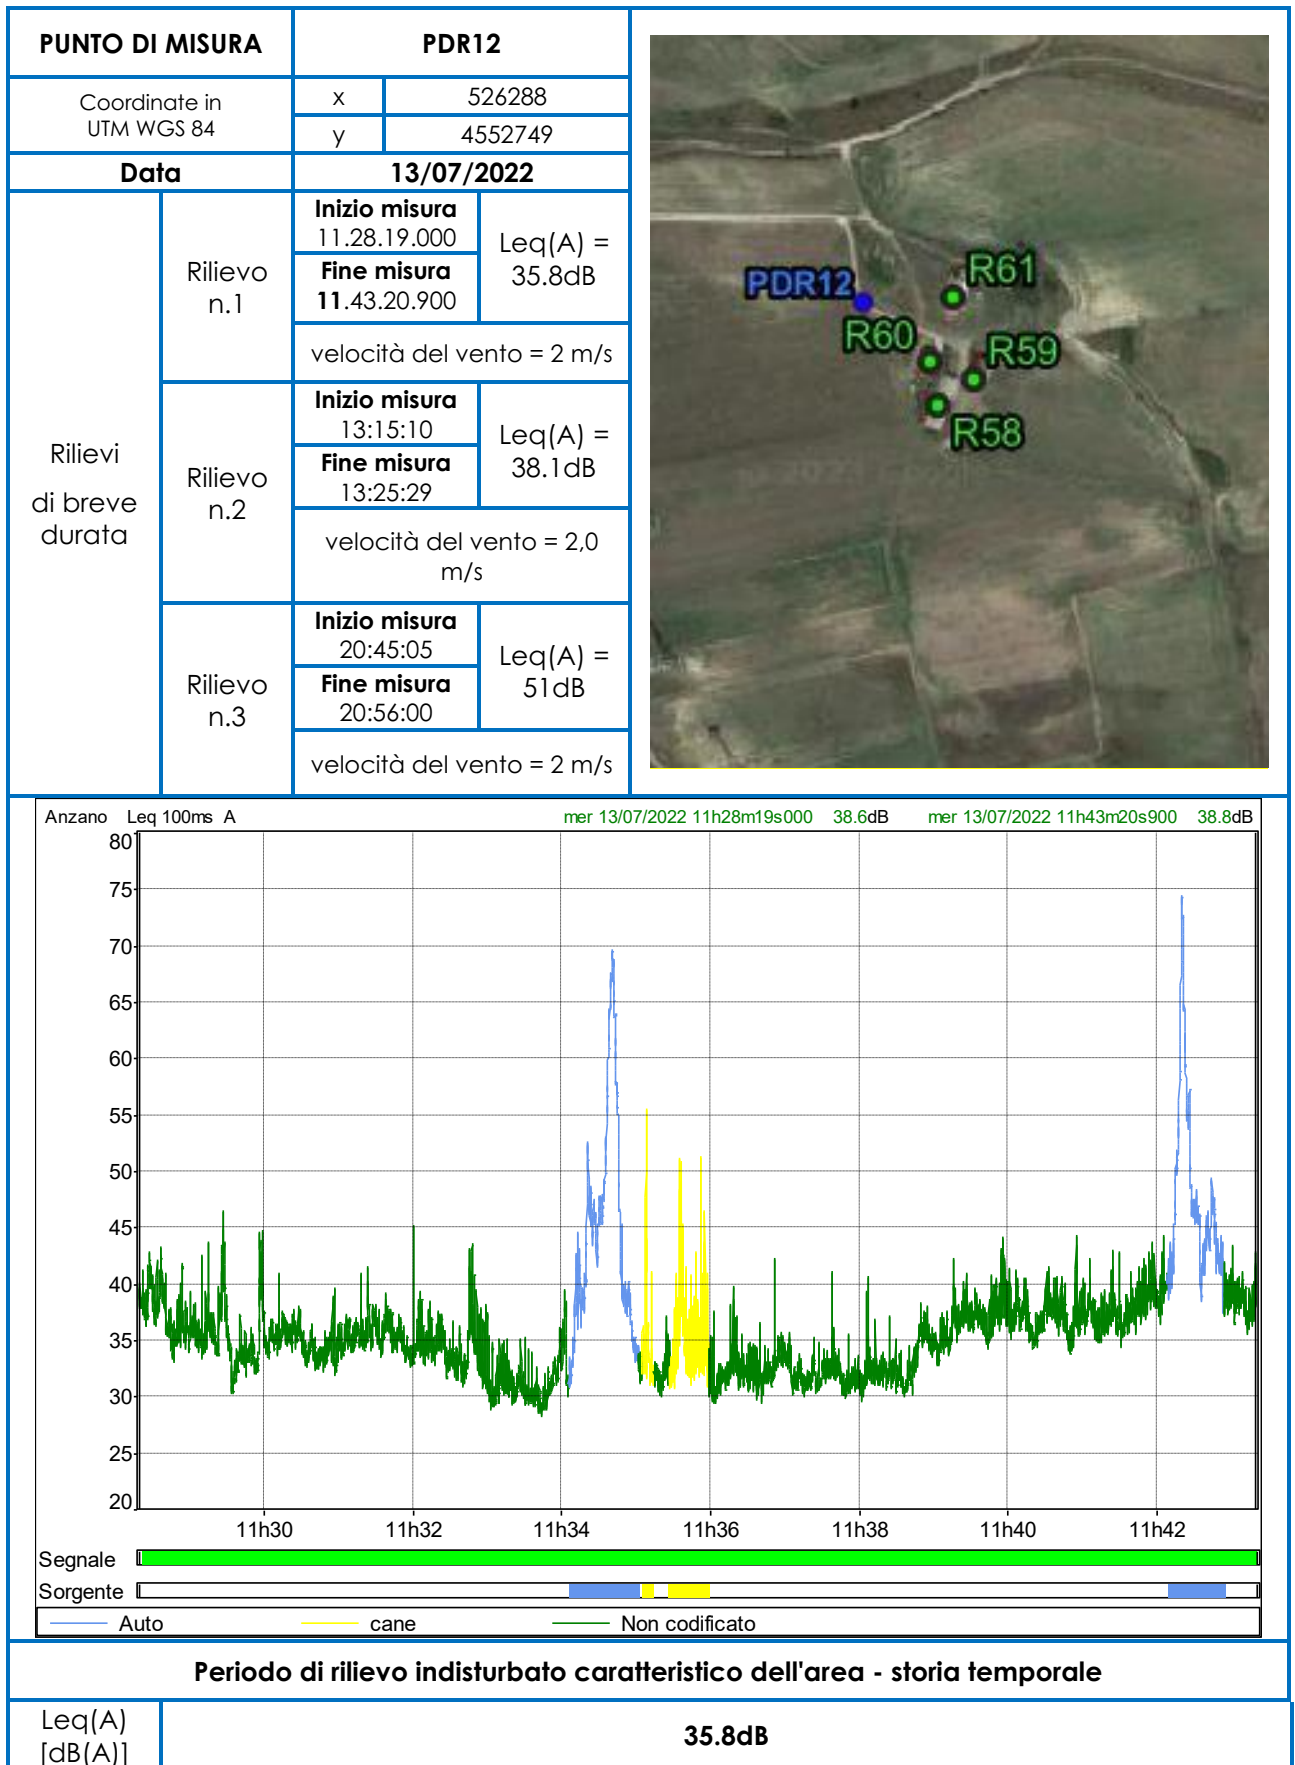 PUNTO DI MISURA
PDR12
Coordinate in
UTM WGS 84
x
526288
y
4552749
Data
13/07/2022
Rilievi
di breve
durata
Rilievo
n.1
Inizio misura
11.28.19.000
Fine misura
11.43.20.900
Leq(A) =
35.8dB
velocità del vento = 2 m/s
Rilievo
n.2
Inizio misura
13:15:10
Fine misura
13:25:29
Leq(A) =
38.1dB
velocità del vento = 2,0
m/s
Rilievo
n.3
Inizio misura
20:45:05
Fine misura
20:56:00
Leq(A) =
51dB
velocità del vento = 2 m/s
R61
PDR12
R60
R59
R58
Anzano Leq 100ms A mer 13/07/2022 11h28m19s000 38.6dB mer 13/07/2022 11h43m20s900 38.8dB
80
75
70
65
60
55
50
45
40
35
30
25
20
11h30 11h32 11h34 11h36 11h38 11h40 11h42
Segnale
Sorgente
Auto cane Non codificato
Periodo di rilievo indisturbato caratteristico dell'area - storia temporale
Leq(A)
[dB(A)]
35.8dB